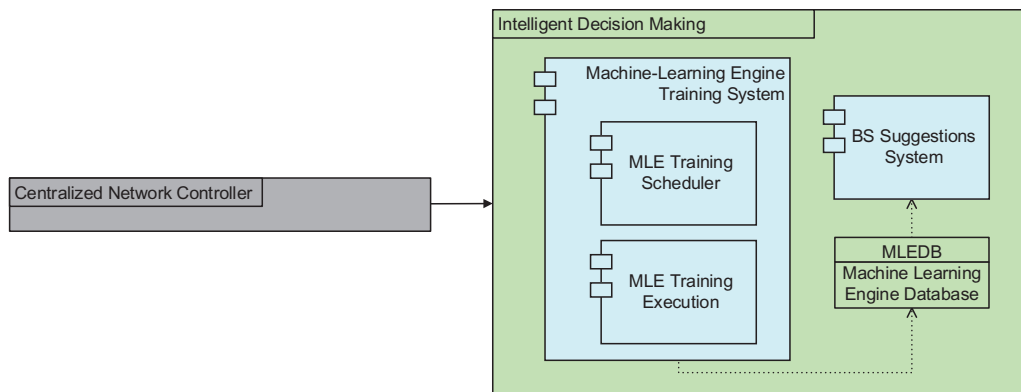 Intelligent Decision Making
Machine-Learning Engine
Training System
MLE Training
Scheduler
BS Suggestions
System
Centralized Network Controller
MLE Training
Execution
MLEDB
Machine Learning
Engine Database